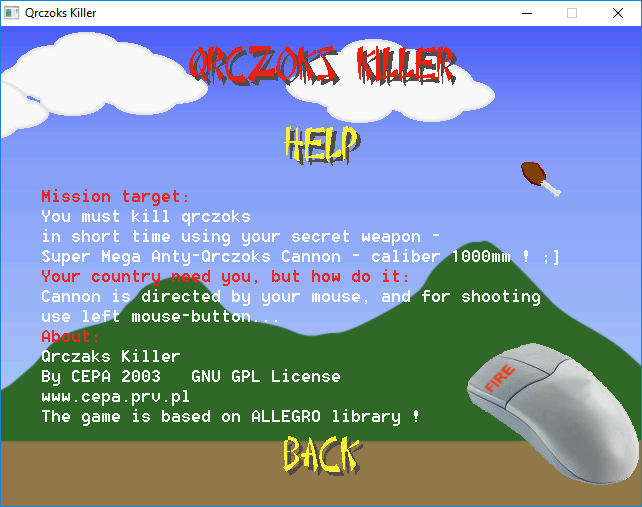 Qrczoks Killer
QRCZOKS KILLER
HELP
Mission target:
You must kill qrczoks
in short time using your secret weapon -
Super Mega Anty-Qrczoks Cannon - caliber 1000mm ! ;]
Your country need you, but how do it:
Cannon is directed by your mouse, and for shooting
use left mouse-button...
About:
Qrczaks Killer
By CEPA 2003   GNU GPL License
www.cepa.prv.pl
The game is based on ALLEGRO library !
FIRE
BACK